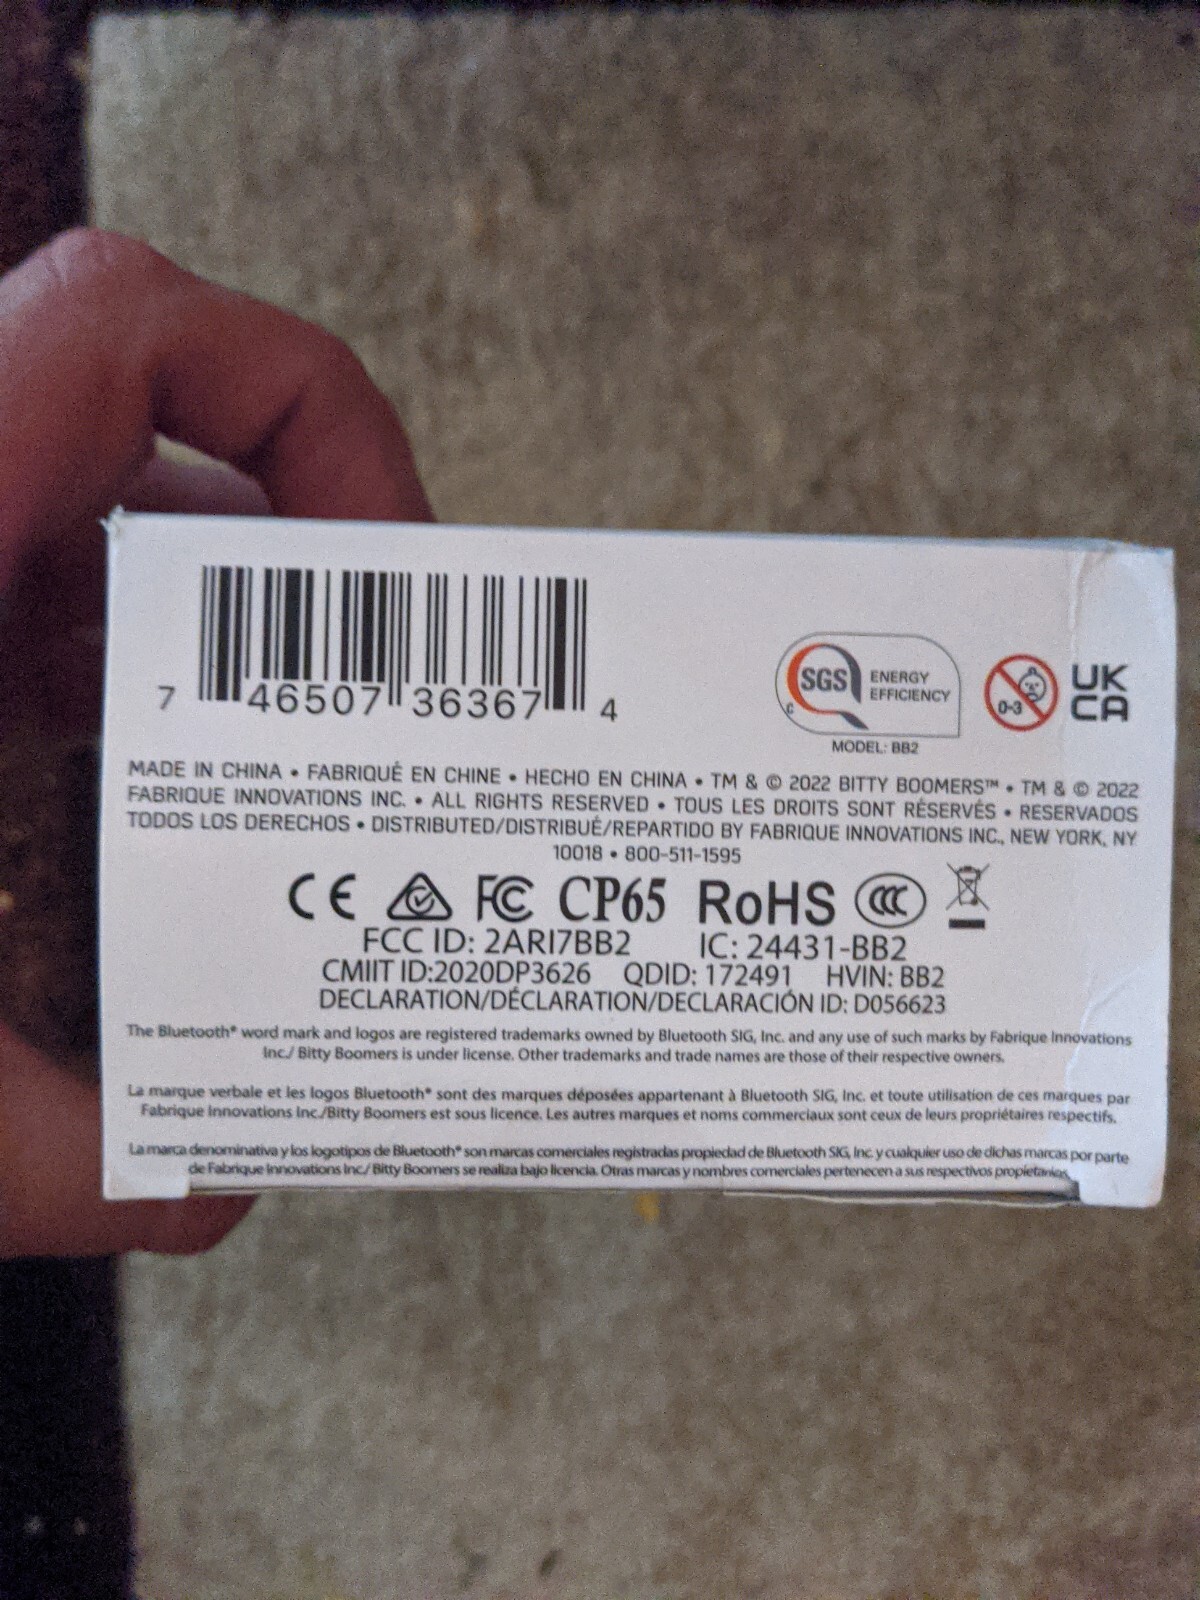 7 46507 36367 4
SGS ENERGY
EFFICIENCY
C
MODEL: BB2
0-3
UK
CA
MADE IN CHINA • FABRIQUÉ EN CHINE • HECHO EN CHINA • TM & © 2022 BITTY BOOMERS™ • TM & © 2022
FABRIQUE INNOVATIONS INC. • ALL RIGHTS RESERVED • TOUS LES DROITS SONT RÉSERVÉS • RESERVADOS
TODOS LOS DERECHOS • DISTRIBUTED/DISTRIBUÉ/REPARTIDO BY FABRIQUE INNOVATIONS INC., NEW YORK, NY
10018 • 800-511-1595
CE FC CP65 RoHS CCC
FCC ID: 2ARI7BB2 IC: 24431-BB2
CMIIT ID:2020DP3626 QDID: 172491 HVIN: BB2
DECLARATION/DÉCLARATION/DECLARACIÓN ID: D056623
The Bluetooth® word mark and logos are registered trademarks owned by Bluetooth SIG, Inc. and any use of such marks by Fabrique Innovations
Inc./ Bitty Boomers is under license. Other trademarks and trade names are those of their respective owners.
La marque verbale et les logos Bluetooth® sont des marques déposées appartenant à Bluetooth SIG, Inc. et toute utilisation de ces marques par
Fabrique Innovations Inc./Bitty Boomers est sous licence. Les autres marques et noms commerciaux sont ceux de leurs propriétaires respectifs.
La marca denominativa y los logotipos de Bluetooth® son marcas comerciales registradas propiedad de Bluetooth SIG, Inc. y cualquier uso de dichas marcas por parte
de Fabrique Innovations Inc./ Bitty Boomers se realiza bajo licencia. Otras marcas y nombres comerciales pertenecen a sus respectivos propietarios.